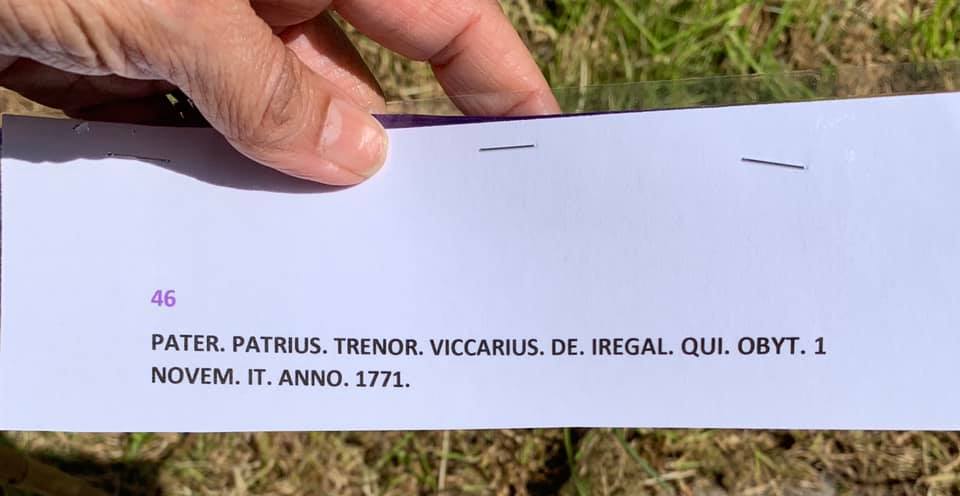 46
PATER. PATRIUS. TRENOR. VICCARIUS. DE. IREGAL. QUI. OBYT. 1
NOVEM. IT. ANNO. 1771.